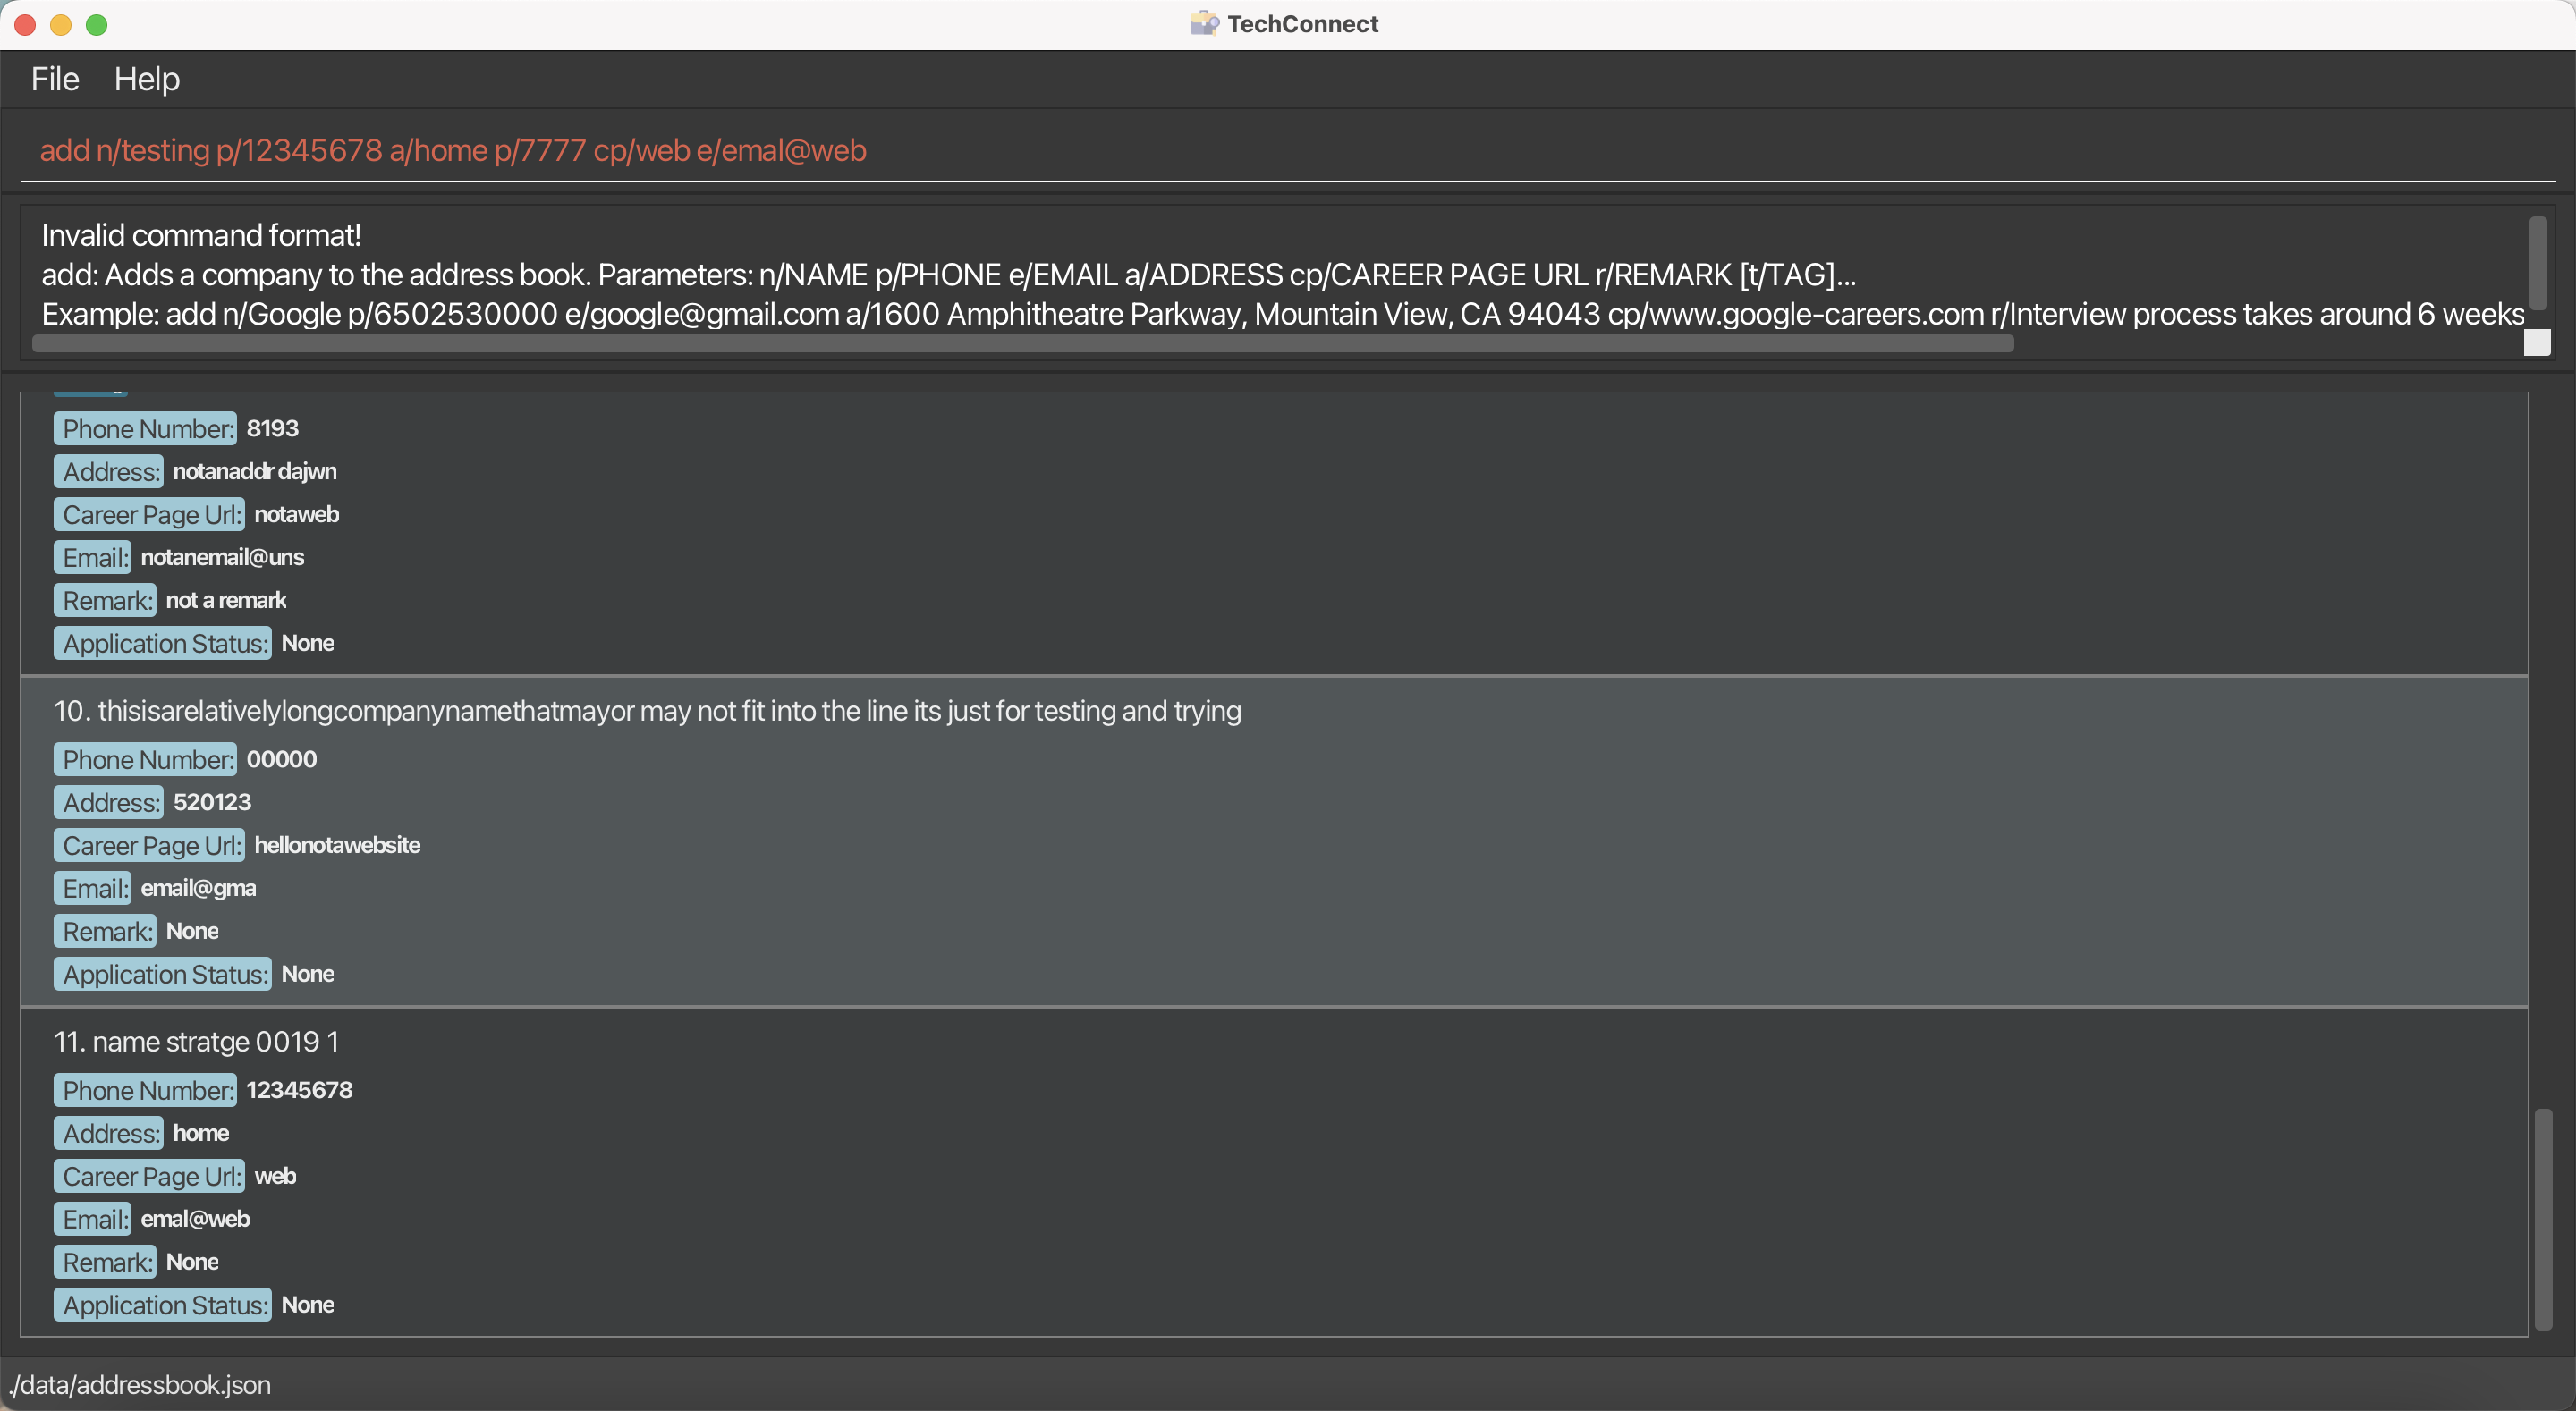 TechConnect
File Help
add n/testing p/12345678 a/home p/7777 cp/web e/emal@web
Invalid command format!
add: Adds a company to the address book. Parameters: n/NAME p/PHONE e/EMAIL a/ADDRESS cp/CAREER PAGE URL r/REMARK [t/TAG]...
Example: add n/Google p/6502530000 e/google@gmail.com a/1600 Amphitheatre Parkway, Mountain View, CA 94043 cp/www.google-careers.com r/Interview process takes around 6 weeks
Phone Number: 8193
Address: notanaddr dajwn
Career Page Url: notaweb
Email: notanemail@uns
Remark: not a remark
Application Status: None
10. thisisarelativelylongcompanynamethatmayor may not fit into the line its just for testing and trying
Phone Number: 00000
Address: 520123
Career Page Url: hellonotawebsite
Email: email@gma
Remark: None
Application Status: None
11. name stratge 0019 1
Phone Number: 12345678
Address: home
Career Page Url: web
Email: emal@web
Remark: None
Application Status: None
./data/addressbook.json